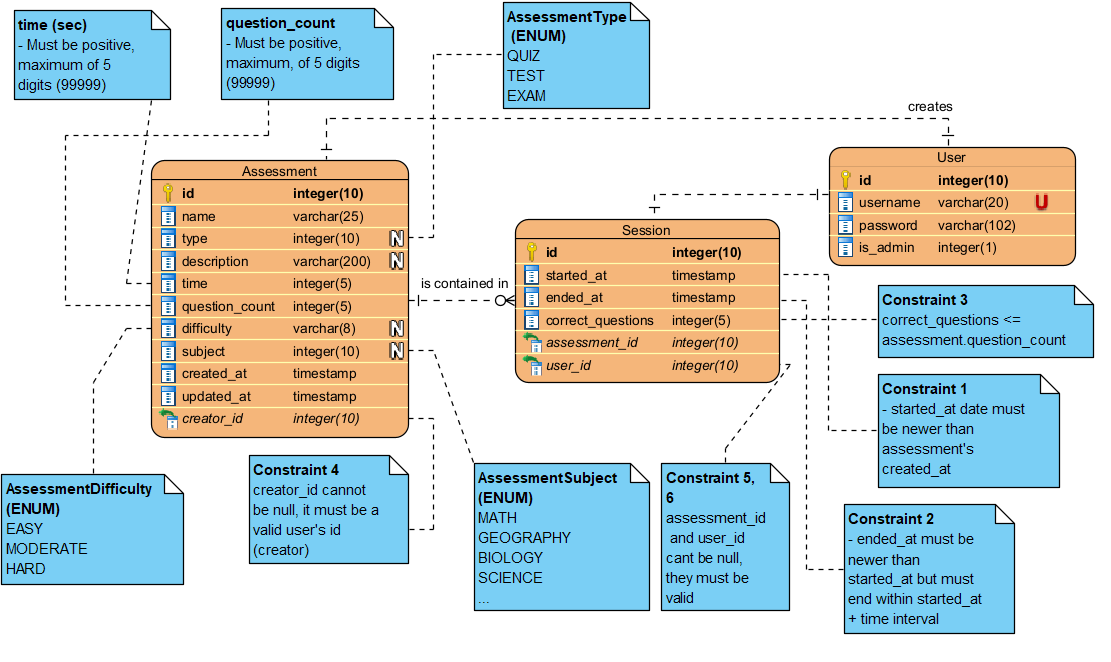 time (sec)
- Must be positive,
maximum of 5
digits (99999)
question_count
- Must be positive,
maximum, of 5 digits
(99999)
AssessmentType
(ENUM)
QUIZ
TEST
EXAM
creates
Assessment
id integer(10)
name varchar(25)
type integer(10) N
description varchar(200) N
time integer(5)
question_count integer(5)
difficulty varchar(8) N
subject integer(10) N
created_at timestamp
updated_at timestamp
creator_id integer(10)
is contained in
Session
id integer(10)
started_at timestamp
ended_at timestamp
correct_questions integer(5)
assessment_id integer(10)
user_id integer(10)
User
id integer(10)
username varchar(20) U
password varchar(102)
is_admin integer(1)
Constraint 3
correct_questions <=
assessment.question_count
Constraint 1
- started_at date must
be newer than
assessment's
created_at
AssessmentDifficulty
(ENUM)
EASY
MODERATE
HARD
Constraint 4
creator_id cannot
be null, it must be a
valid user's id
(creator)
AssessmentSubject
(ENUM)
MATH
GEOGRAPHY
BIOLOGY
SCIENCE
...
Constraint 5,
6
assessment_id
and user_id
cant be null,
they must be
valid
Constraint 2
- ended_at must be
newer than
started_at but must
end within started_at
+ time interval